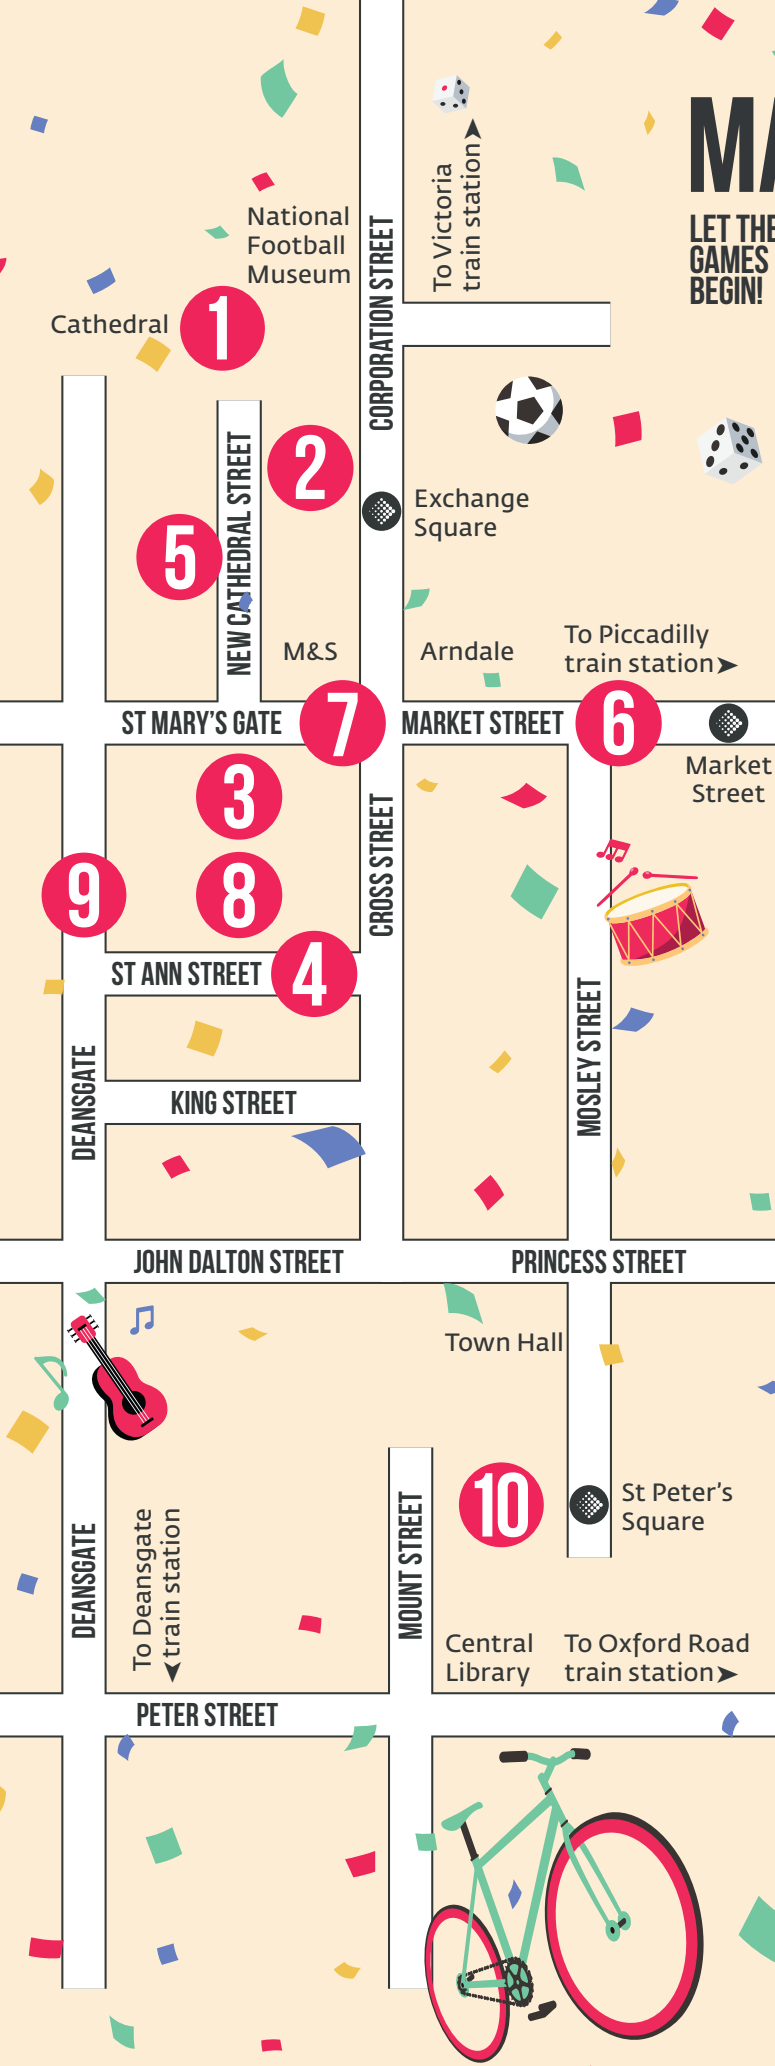 MA
LET THE
GAMES
BEGIN!
To Victoria
train station
National
Football
Museum
CORPORATION STREET
Cathedral
1
NEW CATHEDRAL STREET
2
Exchange
Square
5
M&S
Arndale
To Piccadilly
train station
ST MARY'S GATE
7
MARKET STREET
6
Market
Street
3
8
9
CROSS STREET
ST ANN STREET
4
MOSLEY STREET
DEANSGATE
KING STREET
JOHN DALTON STREET
PRINCESS STREET
Town Hall
10
St Peter's
Square
DEANSGATE
To Deansgate
train station
MOUNT STREET
Central
Library
To Oxford Road
train station
PETER STREET